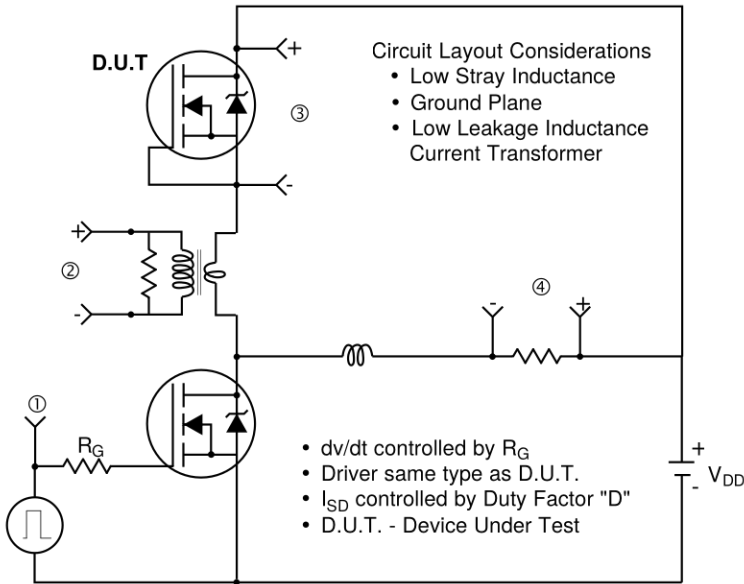 D.U.T
+
-
③
Circuit Layout Considerations
• Low Stray Inductance
• Ground Plane
• Low Leakage Inductance
Current Transformer
+
②
-
④
-
+
①
R_G
• dv/dt controlled by R_G
• Driver same type as D.U.T.
• I_SD controlled by Duty Factor "D"
• D.U.T. - Device Under Test
+
V_DD
-